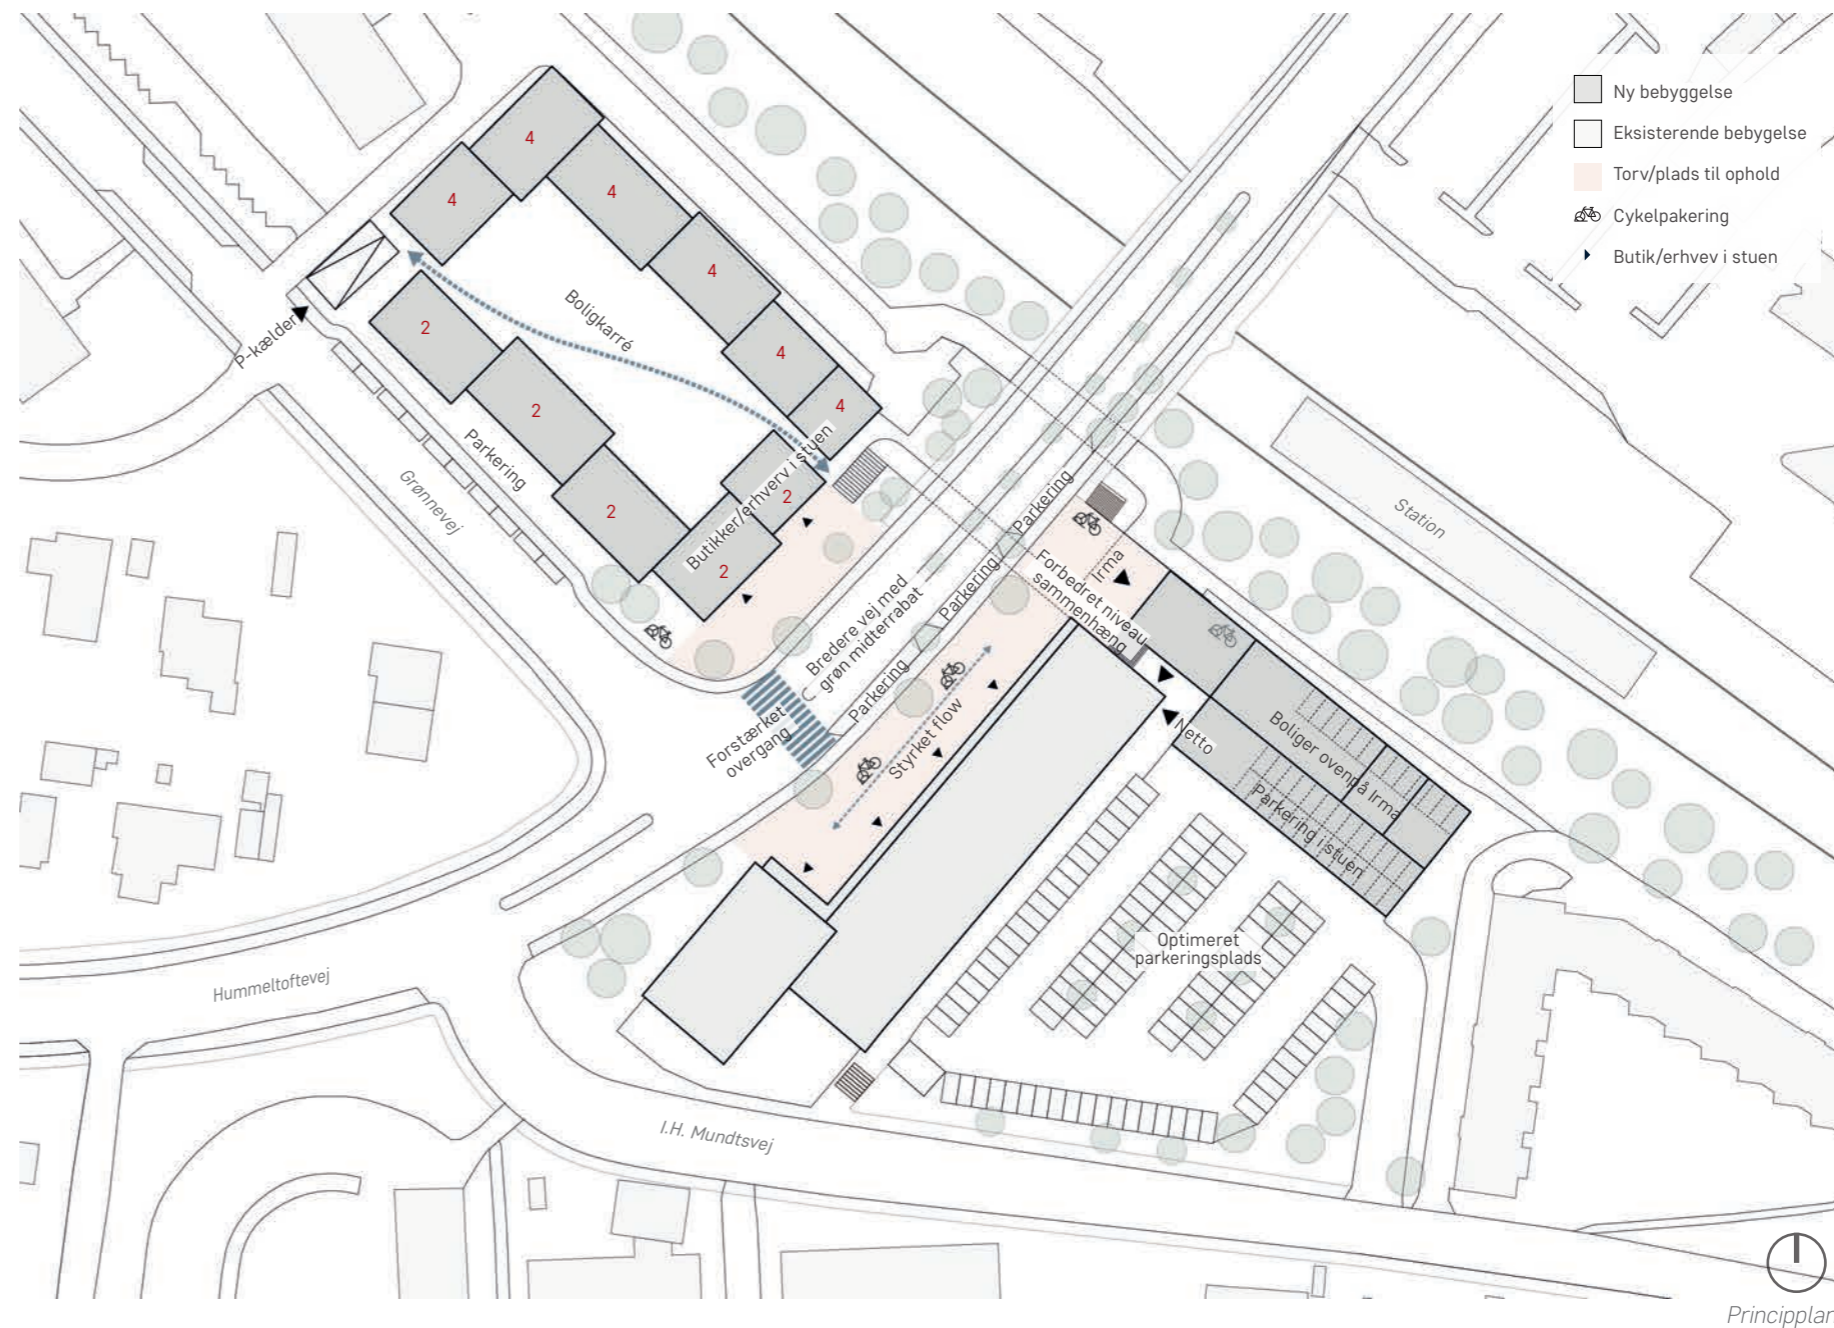 Ny bebyggelse
Eksisterende bebygelse
Torv/plads til ophold
Cykelpakering
Butik/erhvev i stuen
4
4
4
4
4
4
2
2
2
2
2
Boligkarré
P-kælder
Parkering
Grønnevej
Butikker/erhverv i stuen
Parkering
Parkering
Parkering
Station
Irma
Forbedret niveau
sammenhæng
Bredere vej med
grøn midterrabat
Forstærket
overgang
Styrket flow
Netto
Boliger ovenpå Irma
Parkering i stuen
Optimeret
parkeringsplads
Hummeltoftevej
I.H. Mundtsvej
Principplan